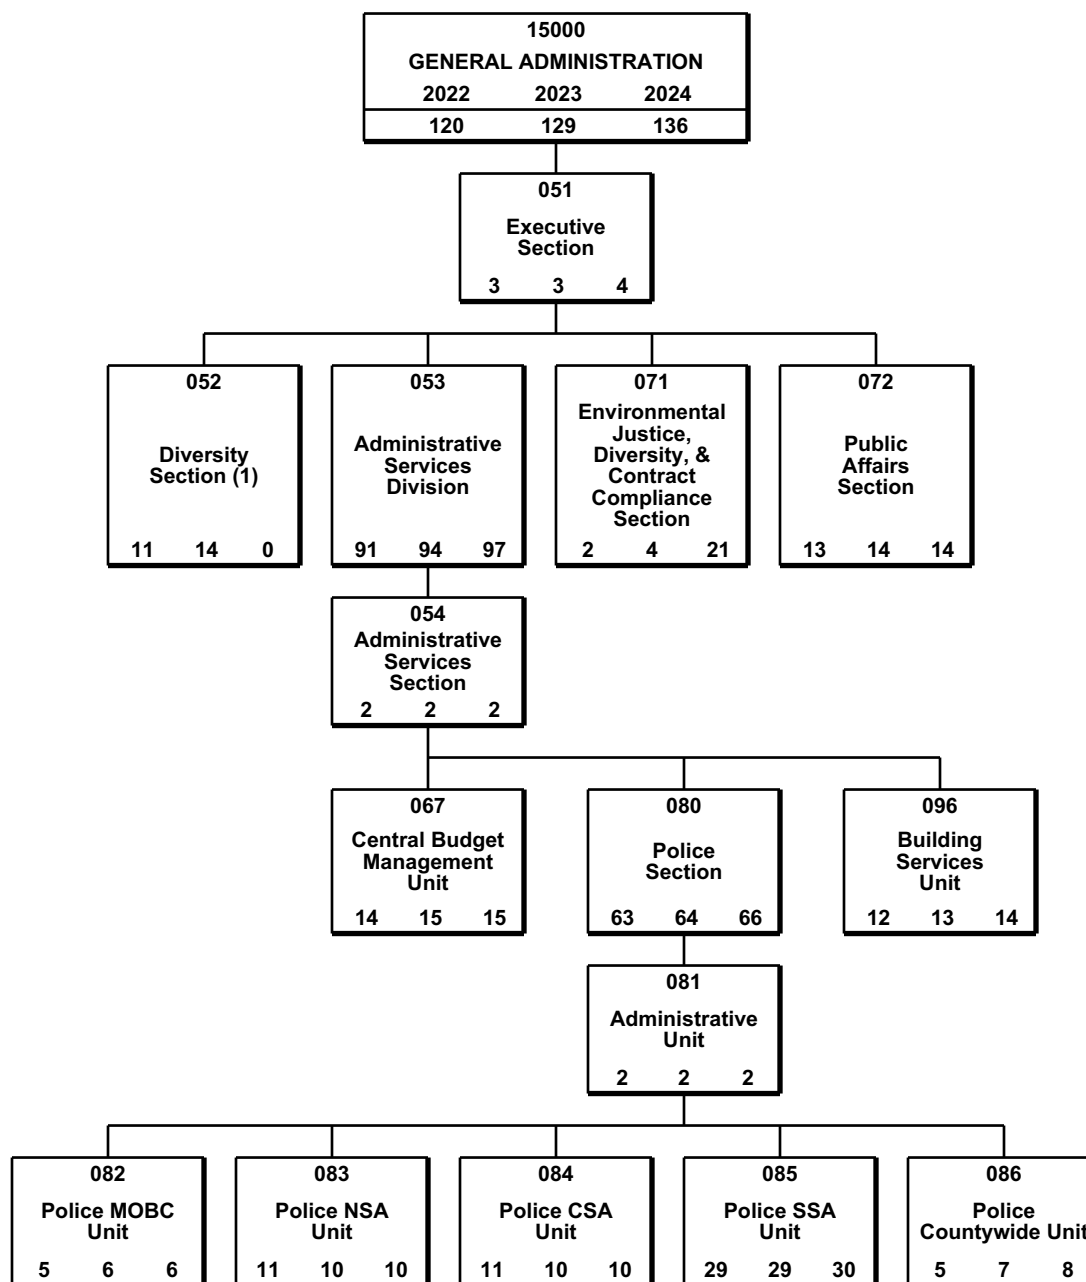 15000
GENERAL ADMINISTRATION
2022 2023 2024
120 129 136
051
Executive
Section
3 3 4
052
Diversity
Section (1)
11 14 0
053
Administrative
Services
Division
91 94 97
071
Environmental
Justice,
Diversity, &
Contract
Compliance
Section
2 4 21
072
Public
Affairs
Section
13 14 14
054
Administrative
Services
Section
2 2 2
067
Central Budget
Management
Unit
14 15 15
080
Police
Section
63 64 66
096
Building
Services
Unit
12 13 14
081
Administrative
Unit
2 2 2
082
Police MOBC
Unit
5 6 6
083
Police NSA
Unit
11 10 10
084
Police CSA
Unit
11 10 10
085
Police SSA
Unit
29 29 30
086
Police
Countywide Unit
5 7 8